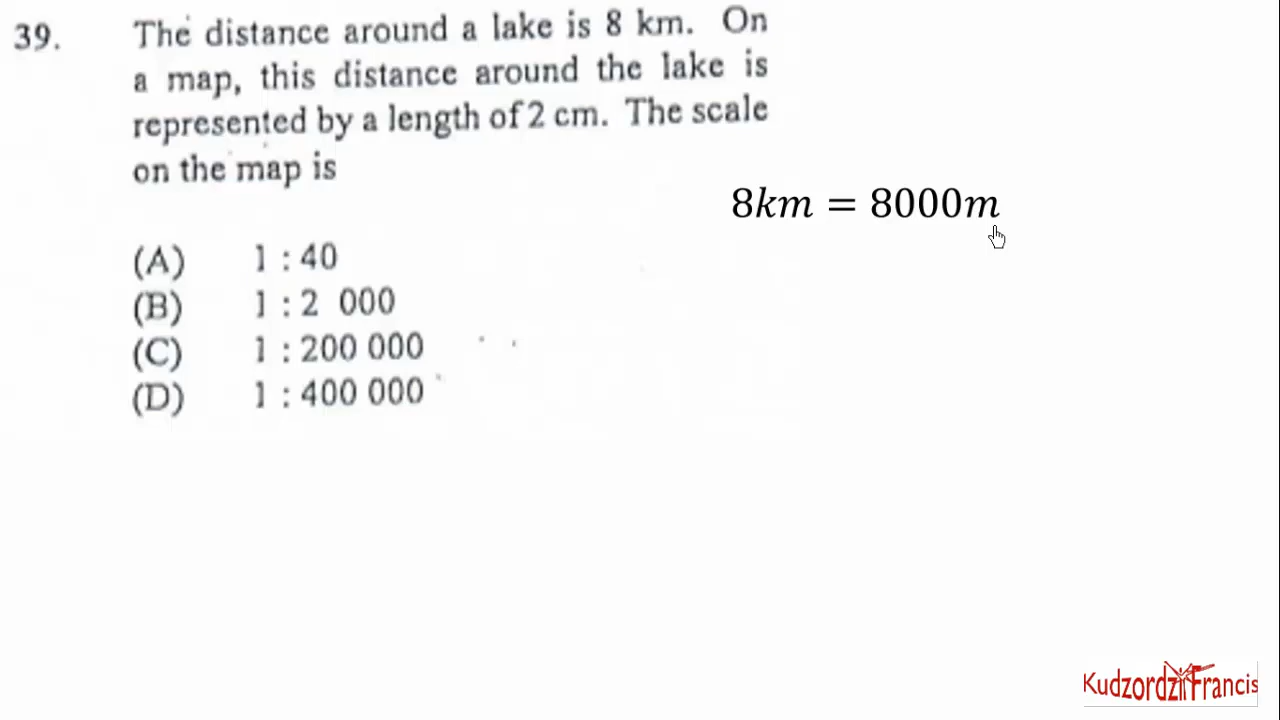 39. The distance around a lake is 8 km. On
a map, this distance around the lake is
represented by a length of 2 cm. The scale
on the map is
8km = 8000m
(A) 1 : 40
(B) 1 : 2 000
(C) 1 : 200 000
(D) 1 : 400 000
Kudzordzi Francis